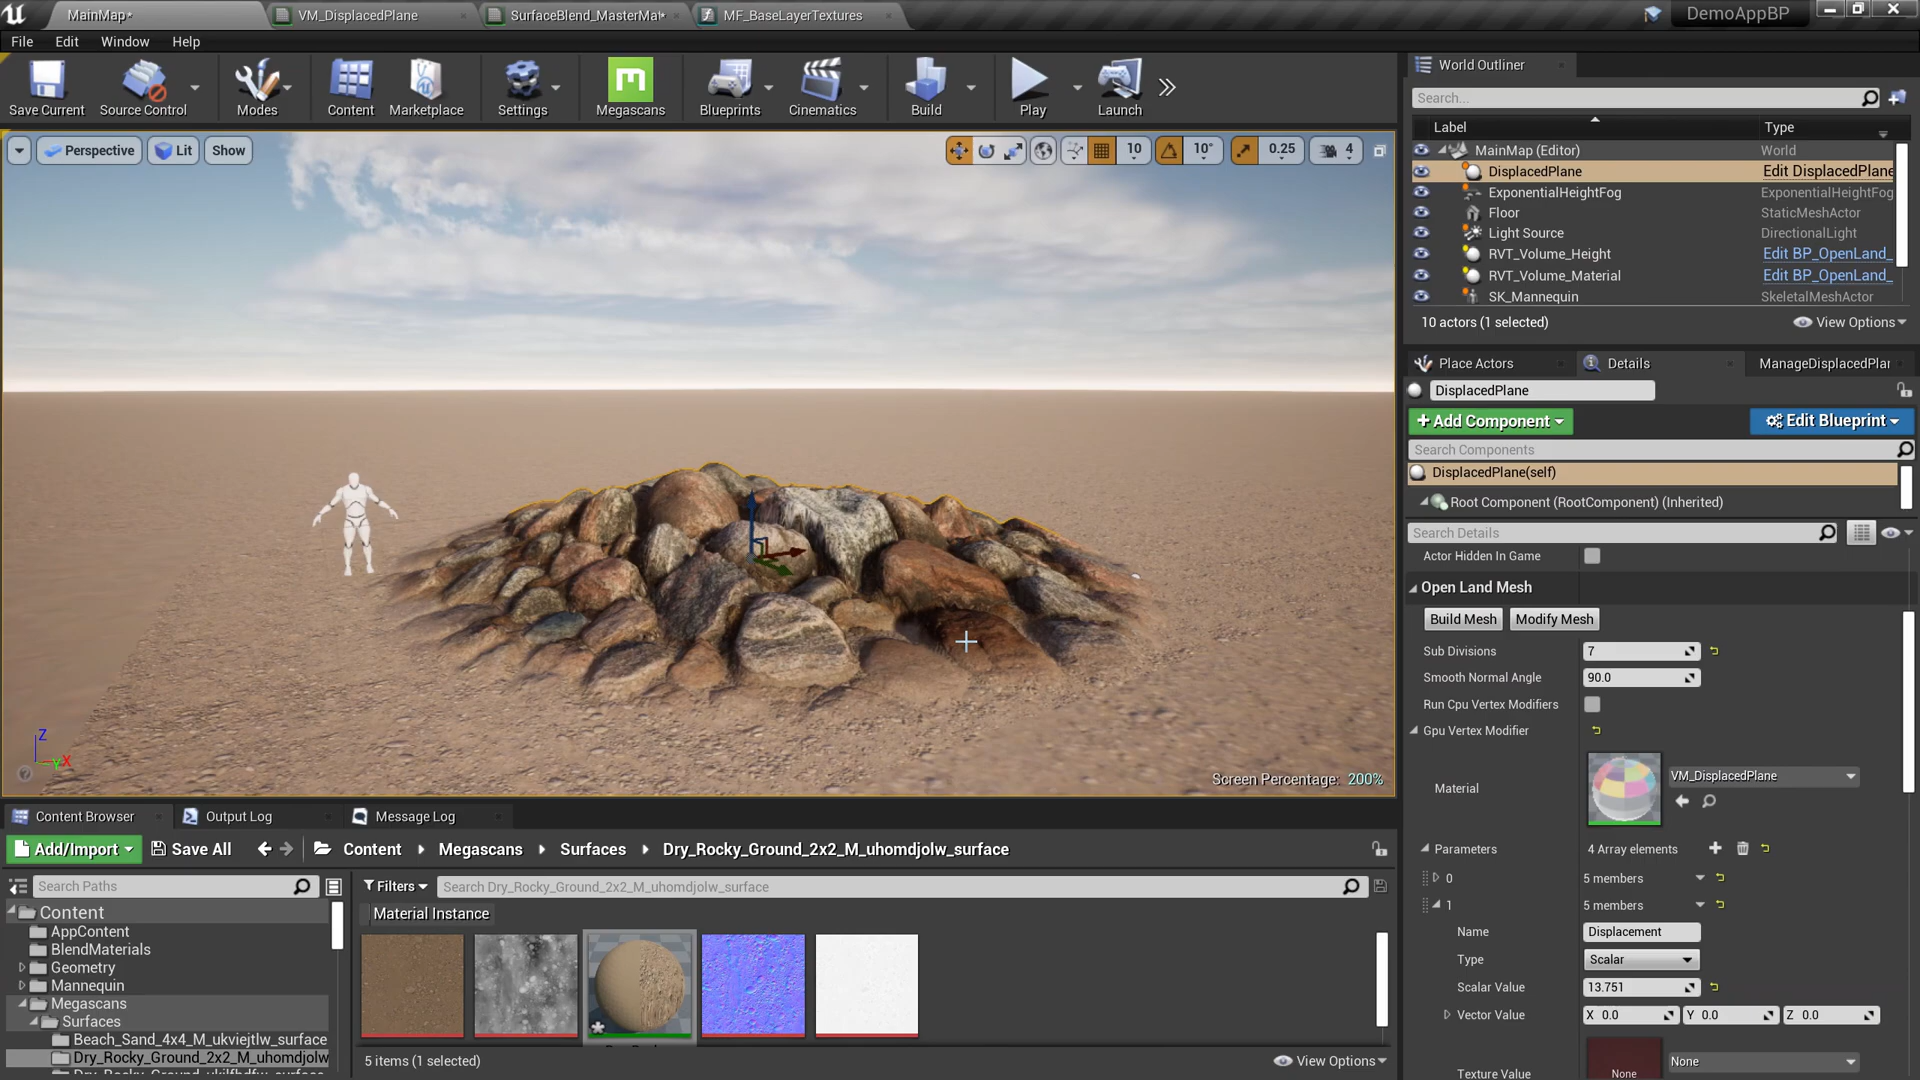 MainMap*
VM_DisplacedPlane
SurfaceBlend_MasterMat*
MF_BaseLayerTextures
DemoAppBP
File Edit Window Help
Save Current
Source Control
Modes
Content
Marketplace
Settings
Megascans
Blueprints
Cinematics
Build
Play
Launch
Perspective
Lit
Show
10
10°
0.25
4
Z
Y
X
Screen Percentage: 200%
World Outliner
Search...
Label Type
MainMap (Editor) World
DisplacedPlane Edit DisplacedPlane
ExponentialHeightFog ExponentialHeightFog
Floor StaticMeshActor
Light Source DirectionalLight
RVT_Volume_Height Edit BP_OpenLand_
RVT_Volume_Material Edit BP_OpenLand_
SK_Mannequin SkeletalMeshActor
10 actors (1 selected) View Options
Place Actors
Details
ManageDisplacedPlan
DisplacedPlane
+ Add Component
Edit Blueprint
Search Components
DisplacedPlane(self)
Root Component (RootComponent) (Inherited)
Search Details
Actor Hidden In Game
Open Land Mesh
Build Mesh Modify Mesh
Sub Divisions 7
Smooth Normal Angle 90.0
Run Cpu Vertex Modifiers
Gpu Vertex Modifier
Material VM_DisplacedPlane
Parameters 4 Array elements
0 5 members
1 5 members
Name Displacement
Type Scalar
Scalar Value 13.751
Vector Value X 0.0 Y 0.0 Z 0.0
Texture Value None None
Content Browser
Output Log
Message Log
Add/Import
Save All
Content
Megascans
Surfaces
Dry_Rocky_Ground_2x2_M_uhomdjolw_surface
Search Paths
Filters
Search Dry_Rocky_Ground_2x2_M_uhomdjolw_surface
Material Instance
Content
AppContent
BlendMaterials
Geometry
Mannequin
Megascans
Surfaces
Beach_Sand_4x4_M_ukviejtlw_surface
Dry_Rocky_Ground_2x2_M_uhomdjolw
5 items (1 selected)
View Options